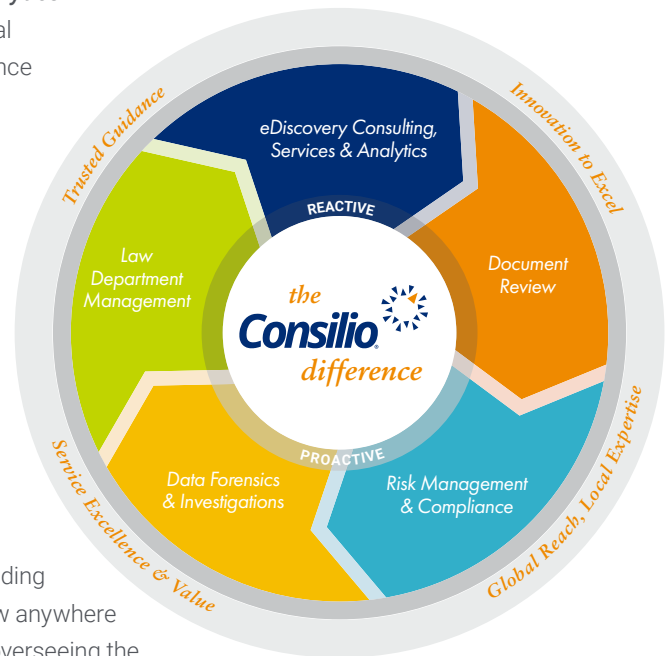 al
nce
Trusted Guidance
Innovation to Excel
eDiscovery Consulting,
Services & Analytics
REACTIVE
Law
Department
Management
Document
Review
the
Consilio®
difference
PROACTIVE
Data Forensics
& Investigations
Risk Management
& Compliance
Service Excellence & Value
Global Reach, Local Expertise
ding
w anywhere
overseeing the